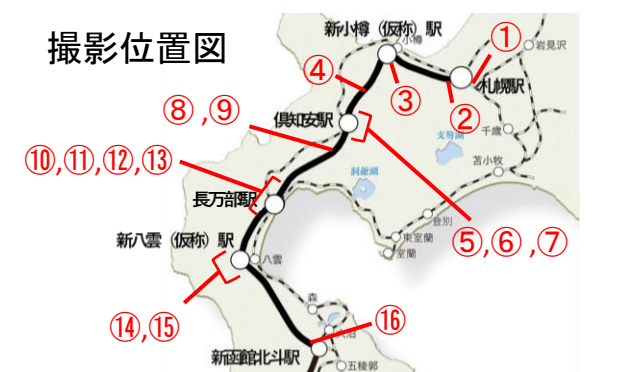 撮影位置図
新小樽（仮称）駅
小樽
①
岩見沢
④
③
札幌駅
②
⑧,⑨
倶知安駅
千歳
支笏湖
苫小牧
⑩,⑪,⑫,⑬
洞爺湖
長万部駅
登別
東室蘭
室蘭
⑤,⑥,⑦
新八雲（仮称）駅
八雲
森
⑭,⑮
⑯
大沼
新函館北斗駅
五稜郭